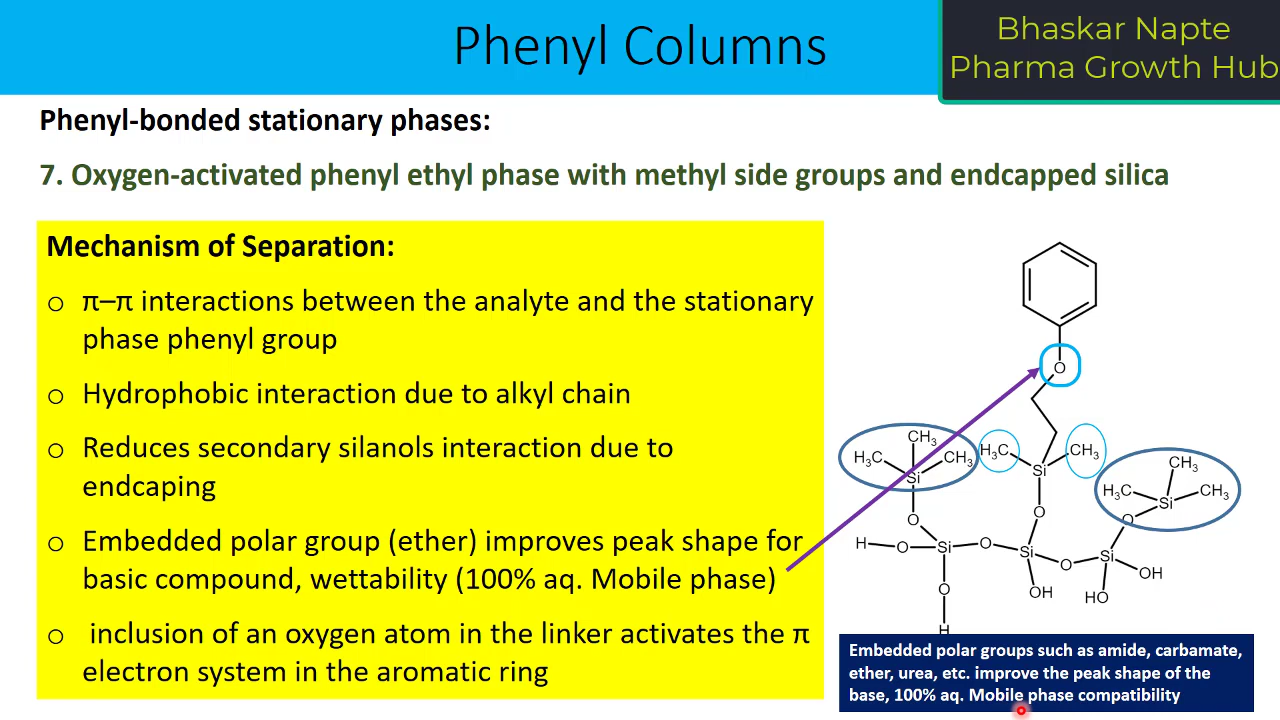 Phenyl Columns
Bhaskar Napte
Pharma Growth Hub
Phenyl-bonded stationary phases:
7. Oxygen-activated phenyl ethyl phase with methyl side groups and endcapped silica
Mechanism of Separation:
o π–π interactions between the analyte and the stationary
phase phenyl group
o Hydrophobic interaction due to alkyl chain
o Reduces secondary silanols interaction due to
endcaping
o Embedded polar group (ether) improves peak shape for
basic compound, wettability (100% aq. Mobile phase)
o inclusion of an oxygen atom in the linker activates the π
electron system in the aromatic ring
O
CH₃
H₃C CH₃
Si
H₃C CH₃
Si
CH₃
H₃C CH₃
Si
O O O
H O Si O Si O Si
O OH HO OH
H
Embedded polar groups such as amide, carbamate,
ether, urea, etc. improve the peak shape of the
base, 100% aq. Mobile phase compatibility